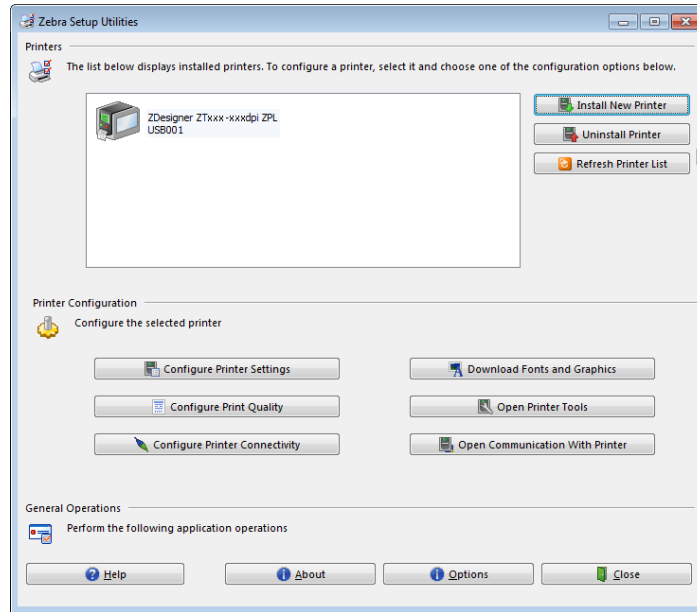 Zebra Setup Utilities
Printers
The list below displays installed printers. To configure a printer, select it and choose one of the configuration options below.
ZDesigner ZTxxx-xxxdpi ZPL
USB001
Install New Printer
Uninstall Printer
Refresh Printer List
Printer Configuration
Configure the selected printer
Configure Printer Settings
Download Fonts and Graphics
Configure Print Quality
Open Printer Tools
Configure Printer Connectivity
Open Communication With Printer
General Operations
Perform the following application operations
Help
About
Options
Close